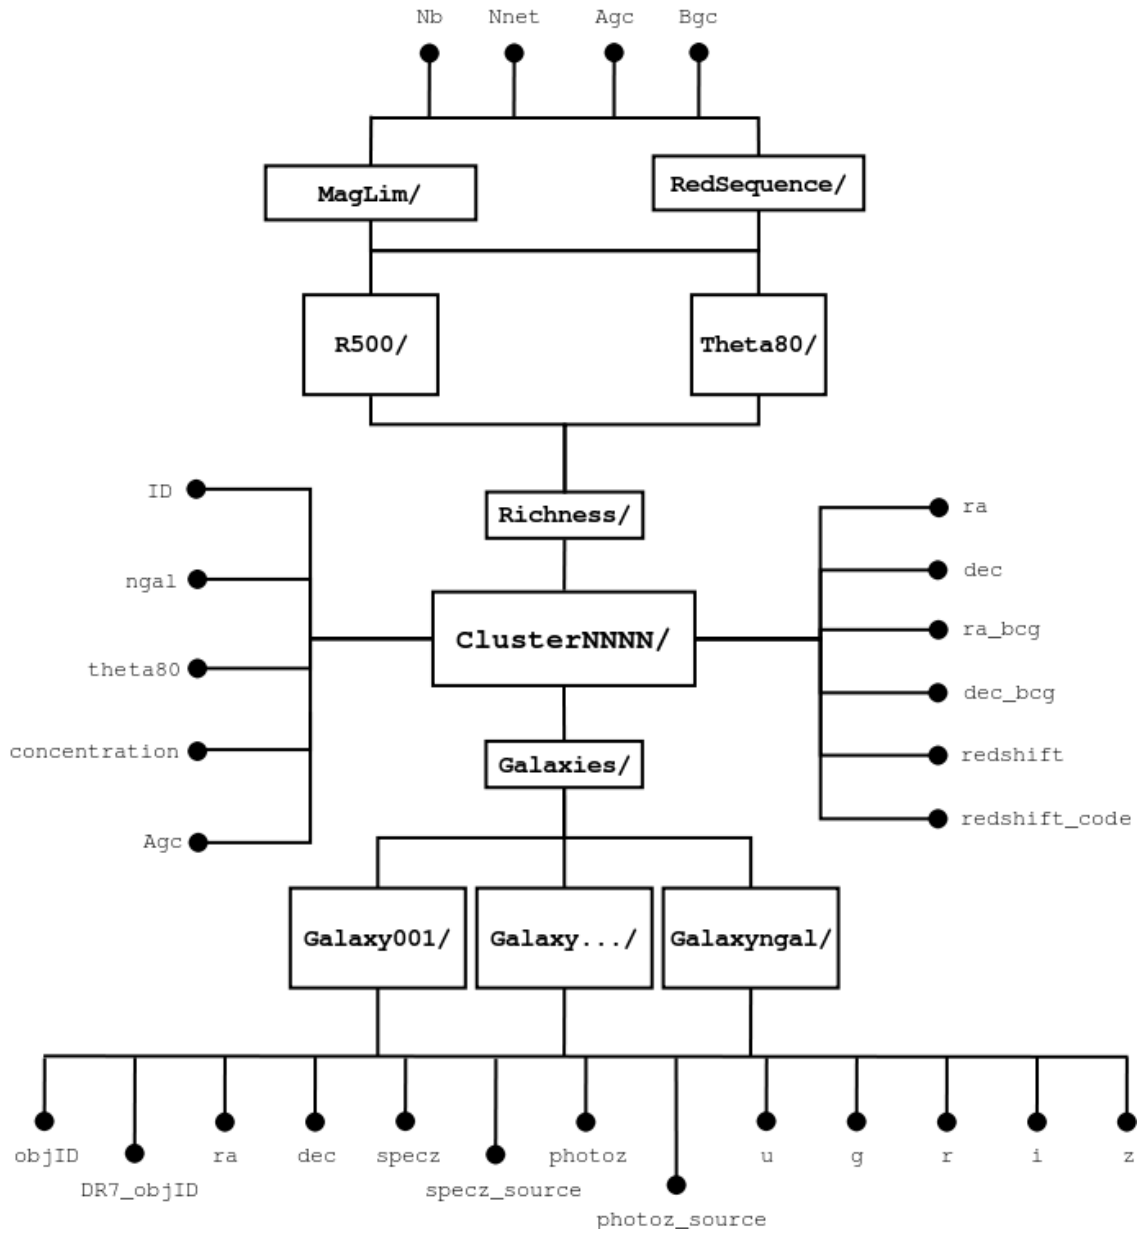 Nb Nnet Agc Bgc
MagLim/
RedSequence/
R500/
Theta80/
Richness/
ClusterNNNN/
ID
ngal
theta80
concentration
Agc
ra
dec
ra_bcg
dec_bcg
redshift
redshift_code
Galaxies/
Galaxy001/
Galaxy.../
Galaxyngal/
objID
DR7_objID
ra
dec
specz
specz_source
photoz
photoz_source
u
g
r
i
z